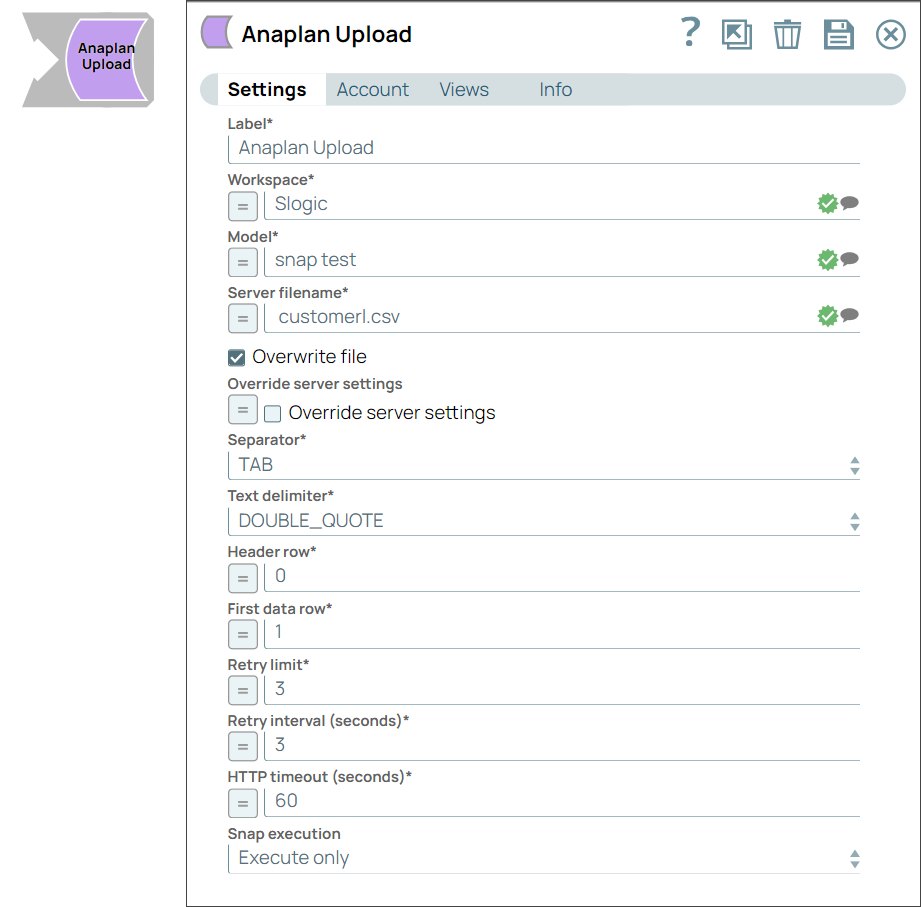 Anaplan
Upload
Anaplan Upload
?
Settings Account Views Info
Label*
Anaplan Upload
Workspace*
= Slogic
Model*
= snap test
Server filename*
= customerl.csv
Overwrite file
Override server settings
= Override server settings
Separator*
TAB
Text delimiter*
DOUBLE_QUOTE
Header row*
= 0
First data row*
= 1
Retry limit*
= 3
Retry interval (seconds)*
= 3
HTTP timeout (seconds)*
= 60
Snap execution
Execute only